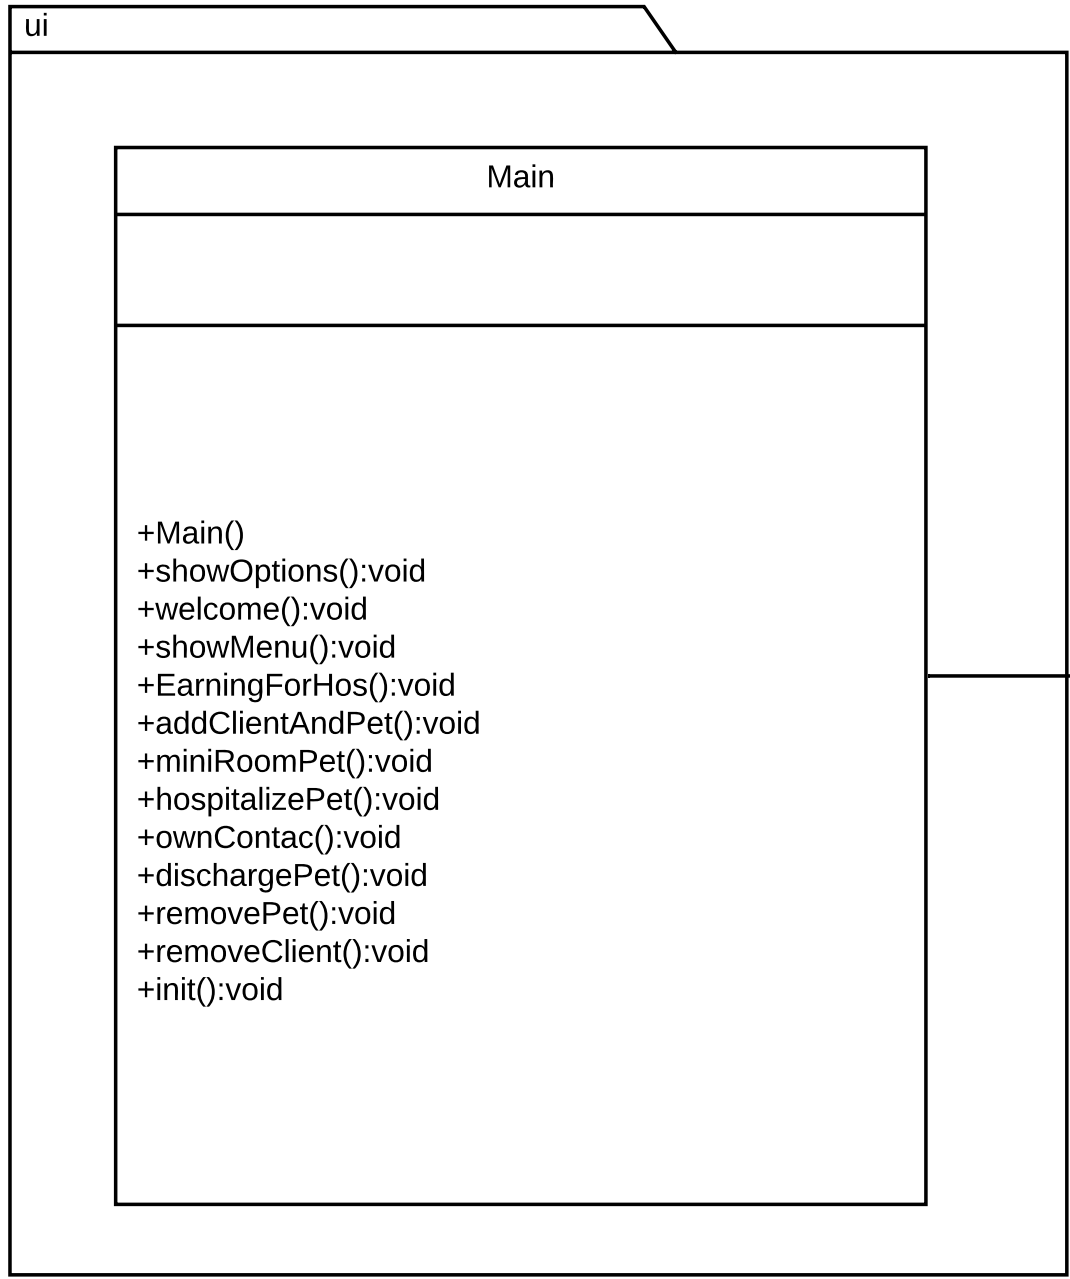 ui
Main
+Main()
+showOptions():void
+welcome():void
+showMenu():void
+EarningForHos():void
+addClientAndPet():void
+miniRoomPet():void
+hospitalizePet():void
+ownContac():void
+dischargePet():void
+removePet():void
+removeClient():void
+init():void